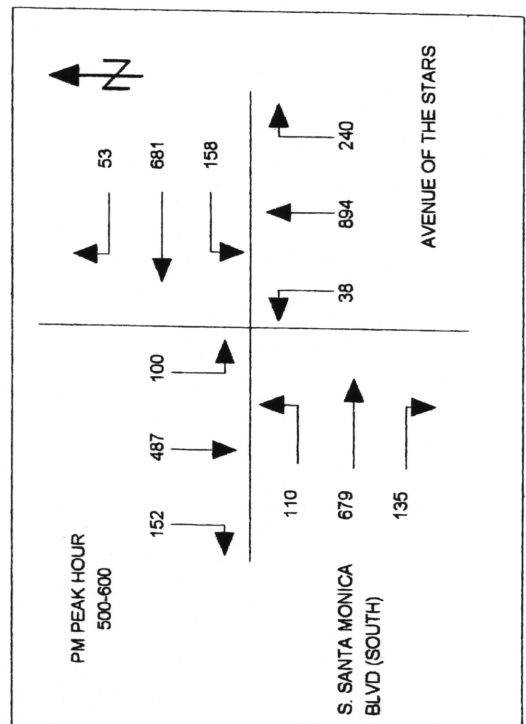 PM PEAK HOUR
500-600
152
487
100
53
681
158
110
679
135
38
894
240
S. SANTA MONICA
BLVD (SOUTH)
AVENUE OF THE STARS
N